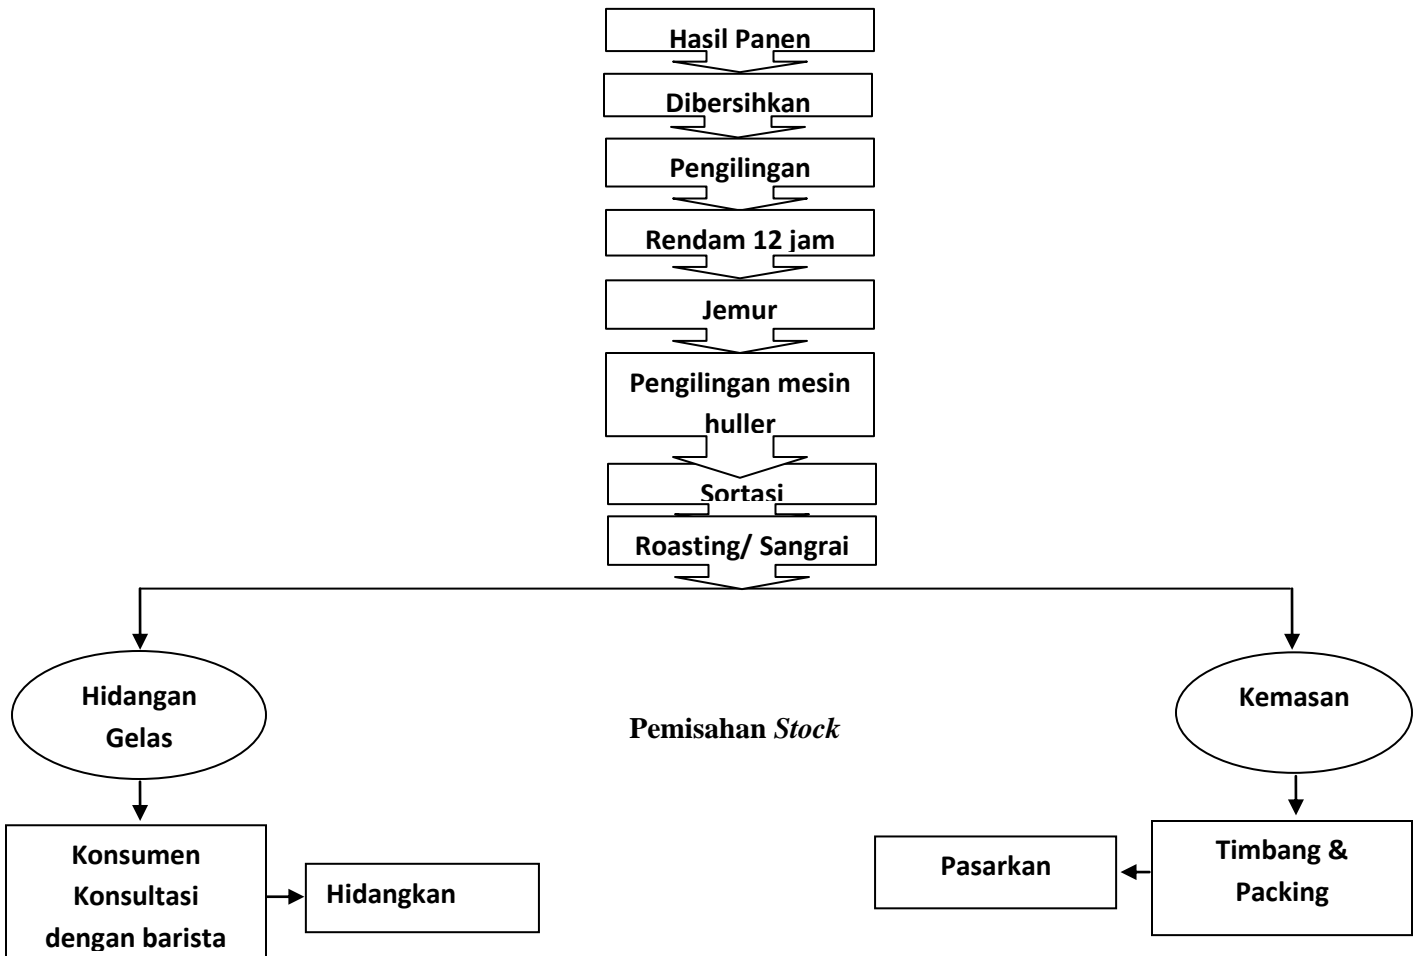 Hasil Panen
Dibersihkan
Pengilingan
Rendam 12 jam
Jemur
Pengilingan mesin
huller
Sortasi
Roasting/ Sangrai
Hidangan
Gelas
Pemisahan Stock
Kemasan
Konsumen
Konsultasi
dengan barista
Hidangkan
Pasarkan
Timbang &
Packing